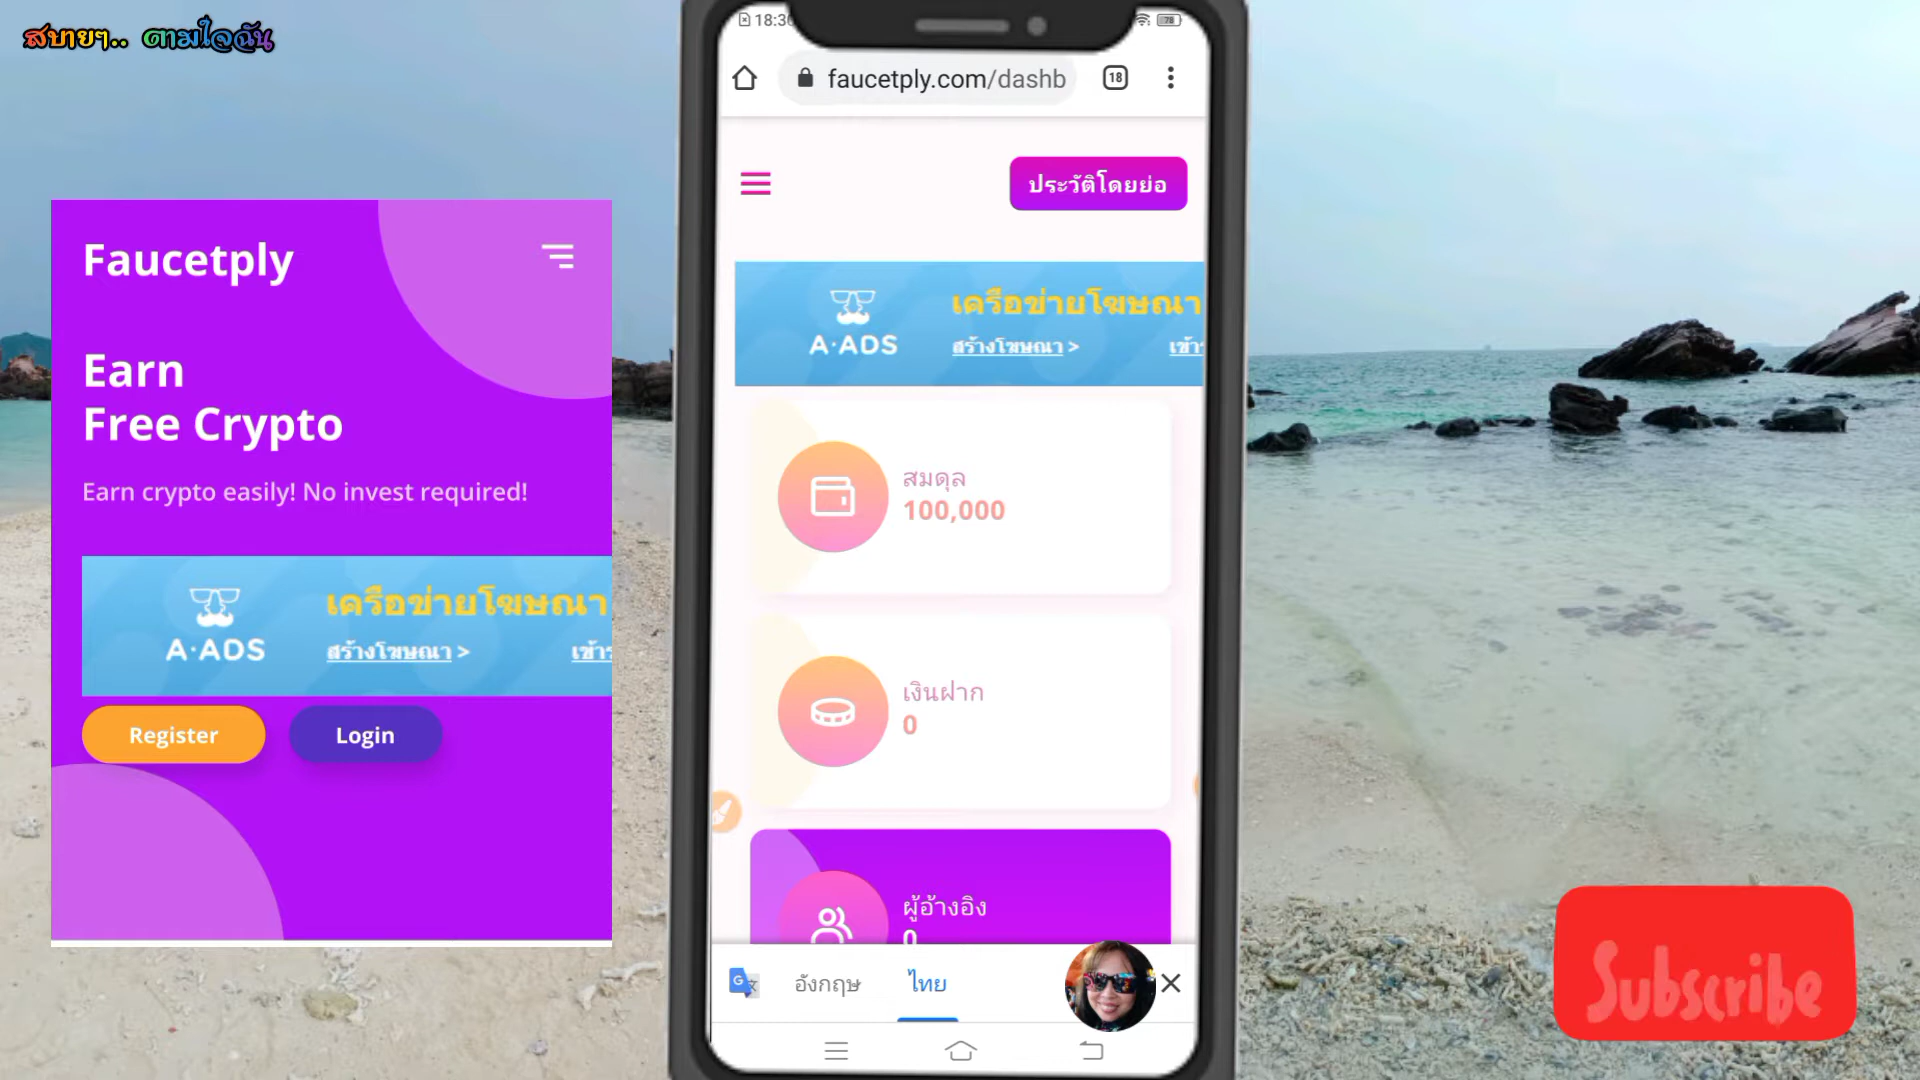 สบายๆ.. ตามใจฉัน
Faucetply
Earn
Free Crypto
Earn crypto easily! No invest required!
A·ADS
เครือข่ายโฆษณา
สร้างโฆษณา >
Register
Login
18:30
78
faucetply.com/dashb
18
ประวัติโดยย่อ
A·ADS
เครือข่ายโฆษณา
สร้างโฆษณา >
สมดุล
100,000
เงินฝาก
0
ผู้อ้างอิง
0
อังกฤษ
ไทย
Subscribe